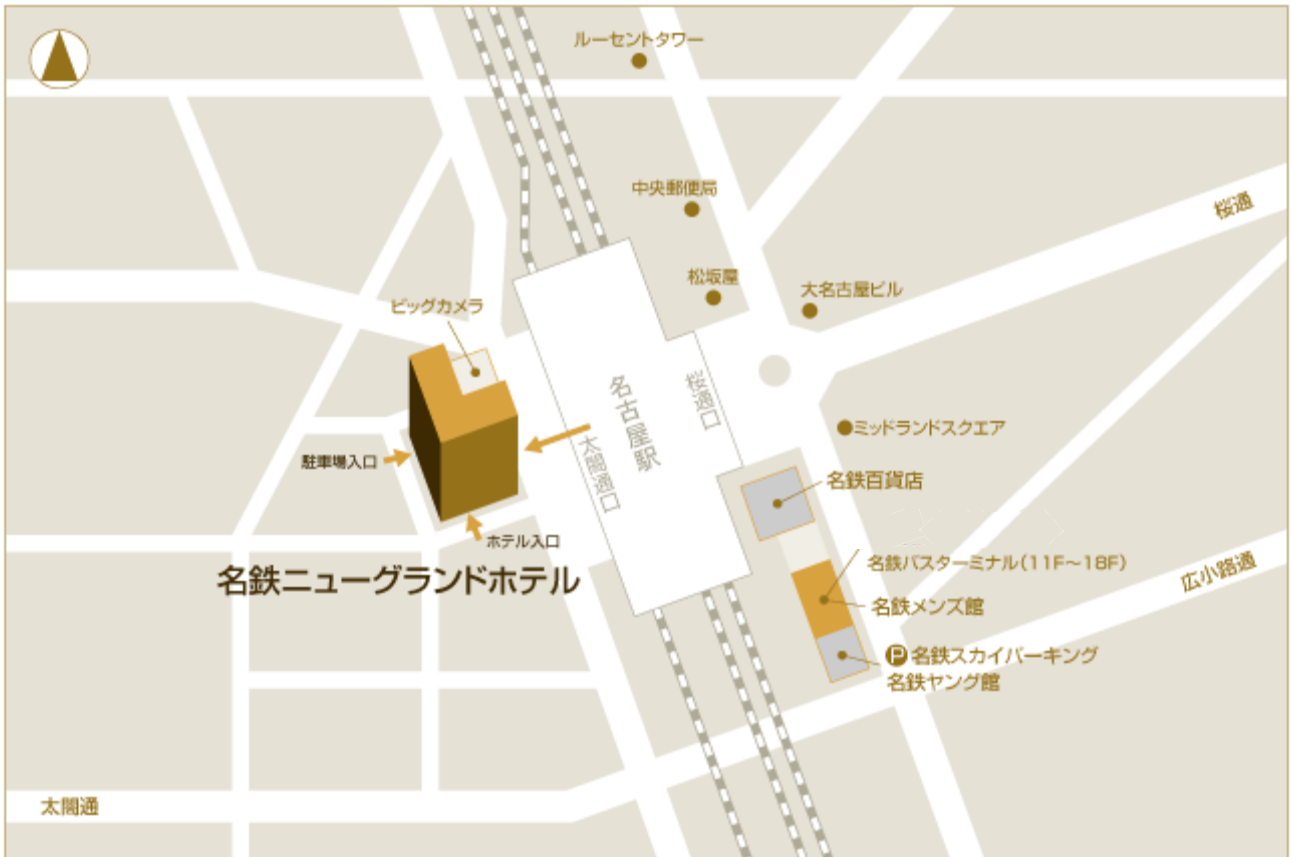 ルーセントタワー
中央郵便局
桜通
松坂屋
大名古屋ビル
ビッグカメラ
名古屋駅
桜通口
太閤通口
ミッドランドスクエア
駐車場入口
名鉄百貨店
ホテル入口
名鉄ニューグランドホテル
名鉄バスターミナル(11F〜18F)
名鉄メンズ館
広小路通
P 名鉄スカイパーキング
名鉄ヤング館
太閤通